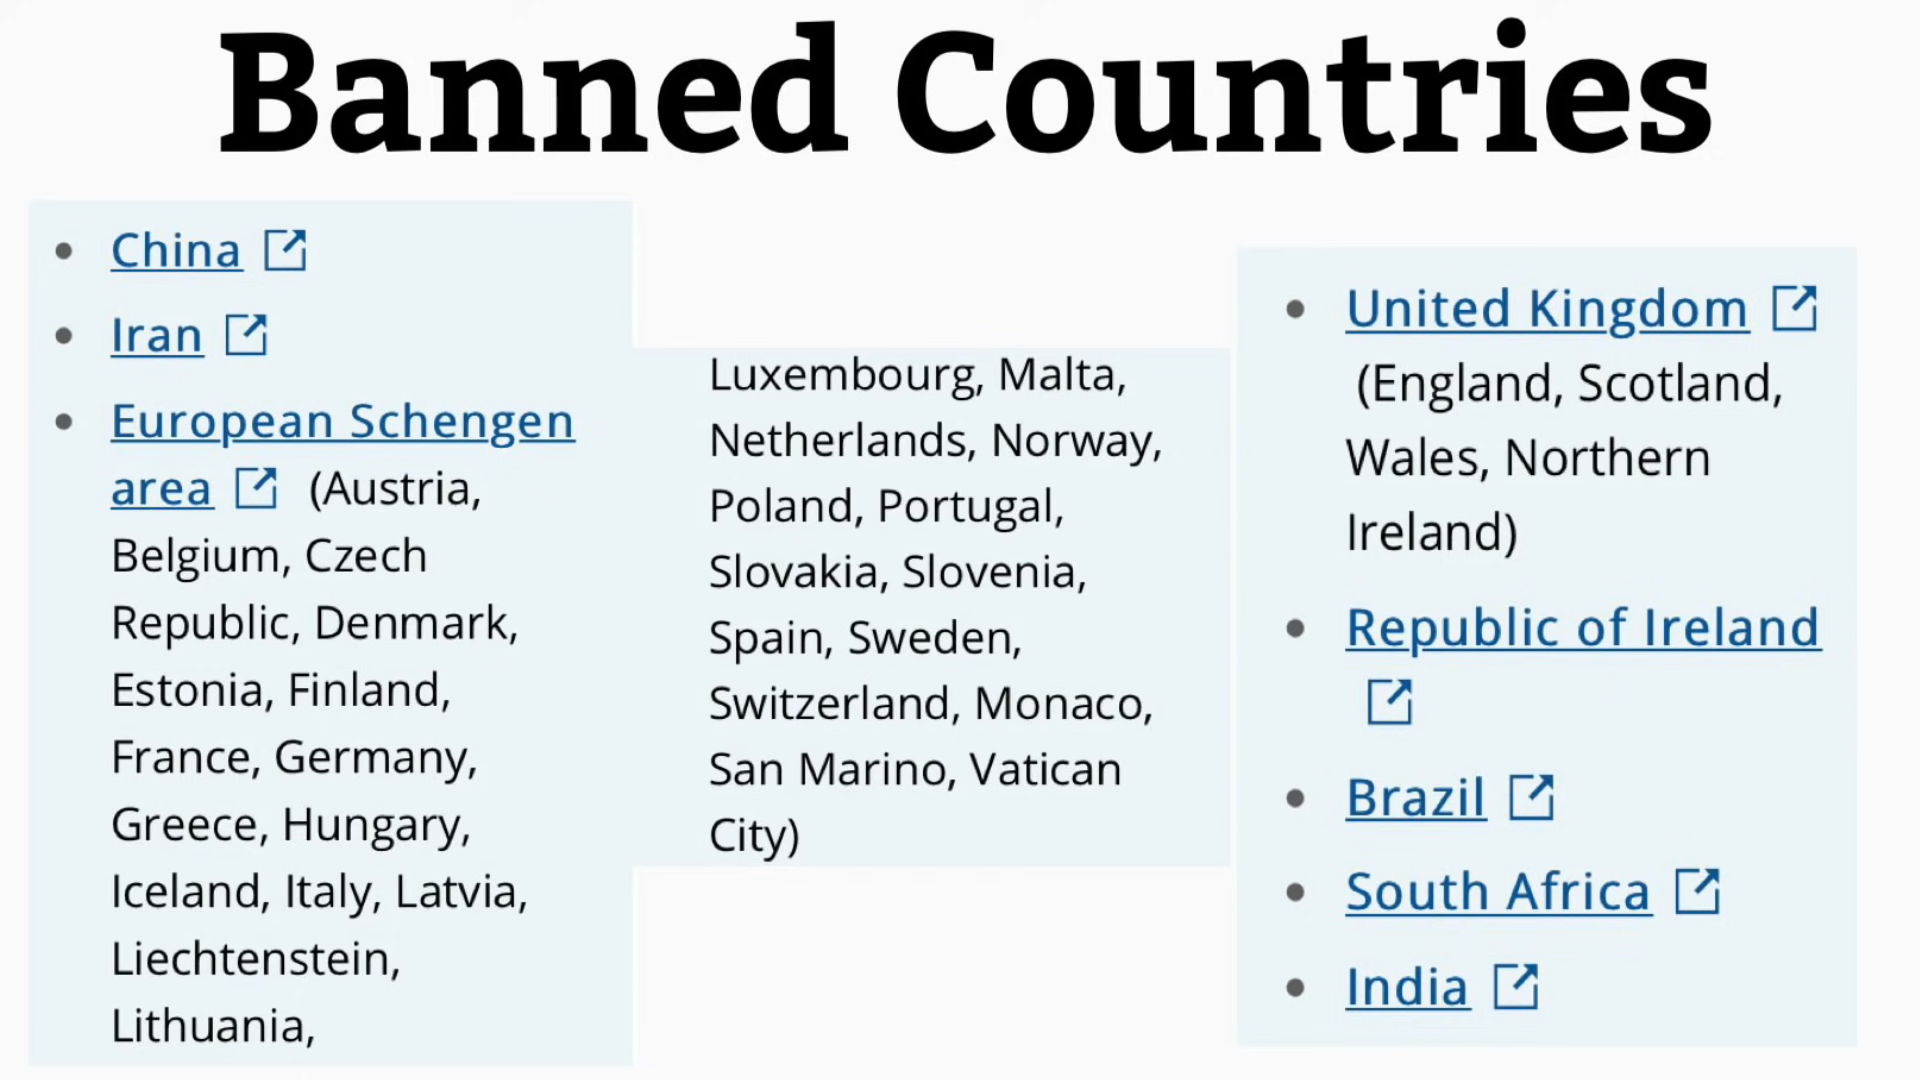 Banned Countries
China
Iran
European Schengen
area (Austria,
Belgium, Czech
Republic, Denmark,
Estonia, Finland,
France, Germany,
Greece, Hungary,
Iceland, Italy, Latvia,
Liechtenstein,
Lithuania,
Luxembourg, Malta,
Netherlands, Norway,
Poland, Portugal,
Slovakia, Slovenia,
Spain, Sweden,
Switzerland, Monaco,
San Marino, Vatican
City)
United Kingdom
(England, Scotland,
Wales, Northern
Ireland)
Republic of Ireland
Brazil
South Africa
India